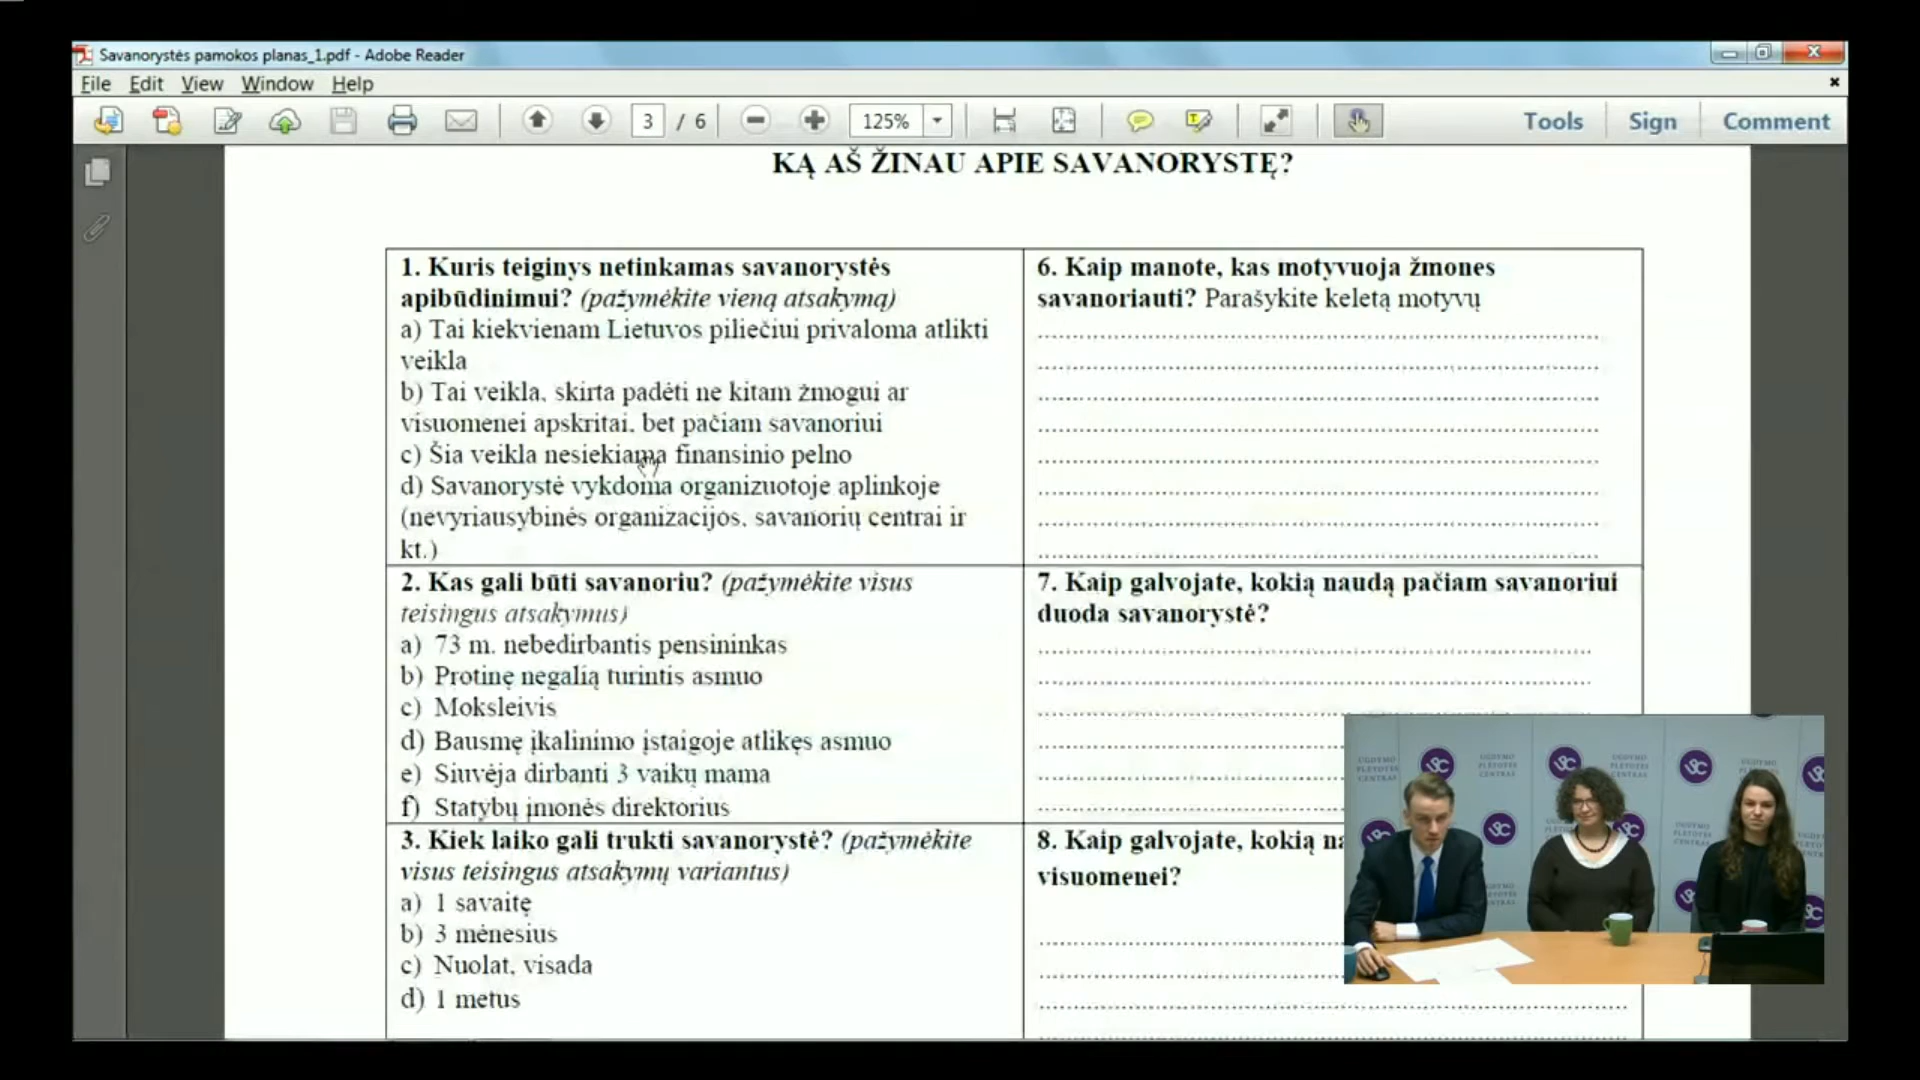 Savanorystės pamokos planas_1.pdf - Adobe Reader
File Edit View Window Help
3 / 6 125% Tools Sign Comment
KĄ AŠ ŽINAU APIE SAVANORYSTĘ?
1. Kuris teiginys netinkamas savanorystės
apibūdinimui? (pažymėkite vieną atsakymą)
a) Tai kiekvienam Lietuvos piliečiui privaloma atlikti
veikla
b) Tai veikla, skirta padėti ne kitam žmogui ar
visuomenei apskritai, bet pačiam savanoriui
c) Šia veikla nesiekiama finansinio pelno
d) Savanorystė vykdoma organizuotoje aplinkoje
(nevyriausybinės organizacijos, savanorių centrai ir
kt.)
2. Kas gali būti savanoriu? (pažymėkite visus
teisingus atsakymus)
a) 73 m. nebedirbantis pensininkas
b) Protinę negalią turintis asmuo
c) Moksleivis
d) Bausmę įkalinimo įstaigoje atlikęs asmuo
e) Siuvėja dirbanti 3 vaikų mama
f) Statybų įmonės direktorius
3. Kiek laiko gali trukti savanorystė? (pažymėkite
visus teisingus atsakymų variantus)
a) 1 savaitę
b) 3 mėnesius
c) Nuolat, visada
d) 1 metus
6. Kaip manote, kas motyvuoja žmones
savanoriauti? Parašykite keletą motyvų
7. Kaip galvojate, kokią naudą pačiam savanoriui
duoda savanorystė?
8. Kaip galvojate, kokią na
visuomenei?
UGDYMO
PLĖTOTĖS
CENTRAS